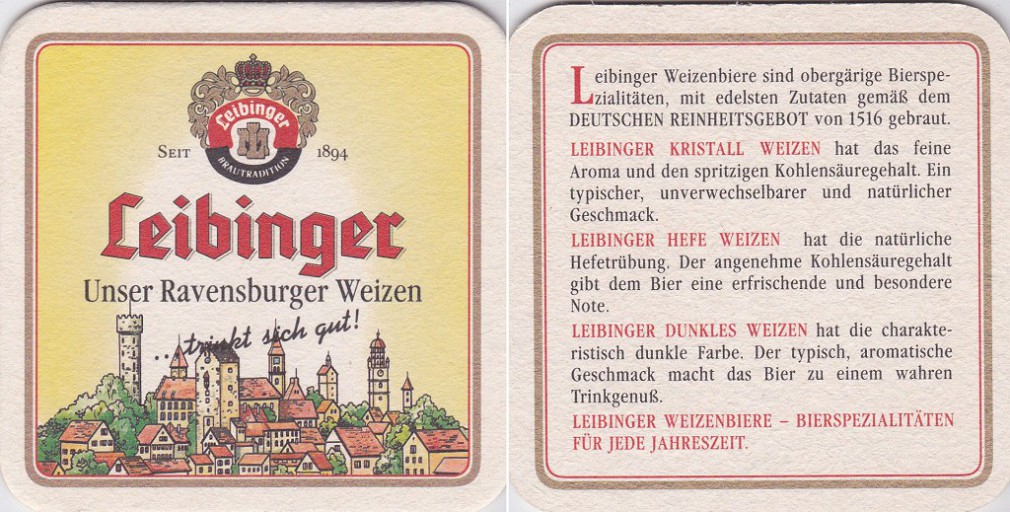 Leibinger
BRAUTRADITION
SEIT 1894
Leibinger
Unser Ravensburger Weizen
...trinkt sich gut!
Leibinger Weizenbiere sind obergärige Bierspe-
zialitäten, mit edelsten Zutaten gemäß dem
DEUTSCHEN REINHEITSGEBOT von 1516 gebraut.
LEIBINGER KRISTALL WEIZEN hat das feine
Aroma und den spritzigen Kohlensäuregehalt. Ein
typischer, unverwechselbarer und natürlicher
Geschmack.
LEIBINGER HEFE WEIZEN hat die natürliche
Hefetrübung. Der angenehme Kohlensäuregehalt
gibt dem Bier eine erfrischende und besondere
Note.
LEIBINGER DUNKLES WEIZEN hat die charakte-
ristisch dunkle Farbe. Der typisch, aromatische
Geschmack macht das Bier zu einem wahren
Trinkgenuß.
LEIBINGER WEIZENBIERE – BIERSPEZIALITÄTEN
FÜR JEDE JAHRESZEIT.